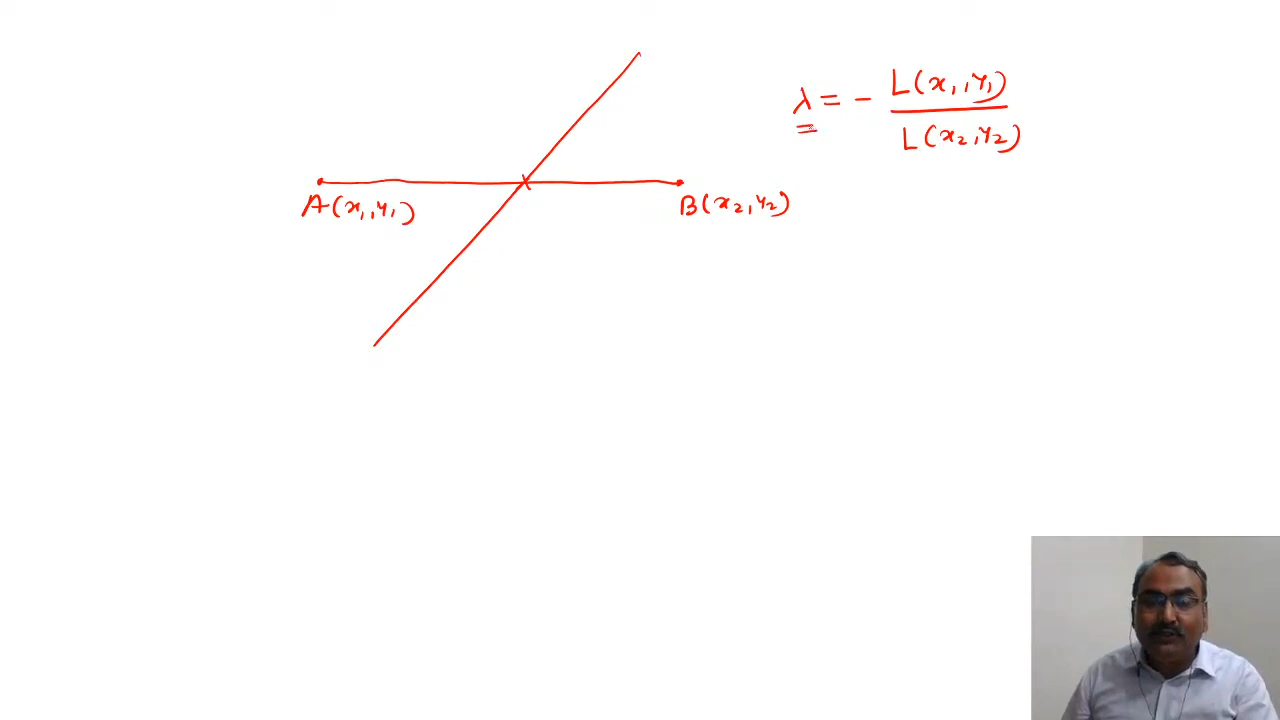 λ = - L(x₁,y₁) / L(x₂,y₂)
A(x₁,y₁)
B(x₂,y₂)